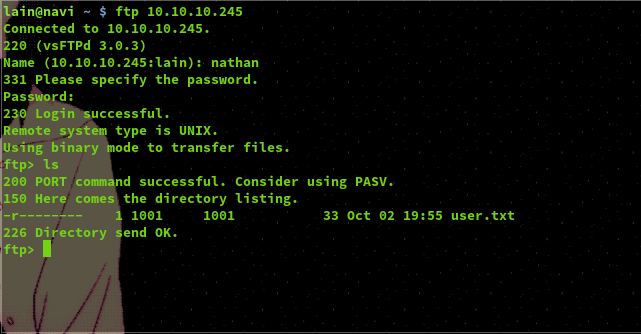 lain@navi ~ $ ftp 10.10.10.245
Connected to 10.10.10.245.
220 (vsFTPd 3.0.3)
Name (10.10.10.245:lain): nathan
331 Please specify the password.
Password:
230 Login successful.
Remote system type is UNIX.
Using binary mode to transfer files.
ftp> ls
200 PORT command successful. Consider using PASV.
150 Here comes the directory listing.
-r-------- 1 1001 1001 33 Oct 02 19:55 user.txt
226 Directory send OK.
ftp>